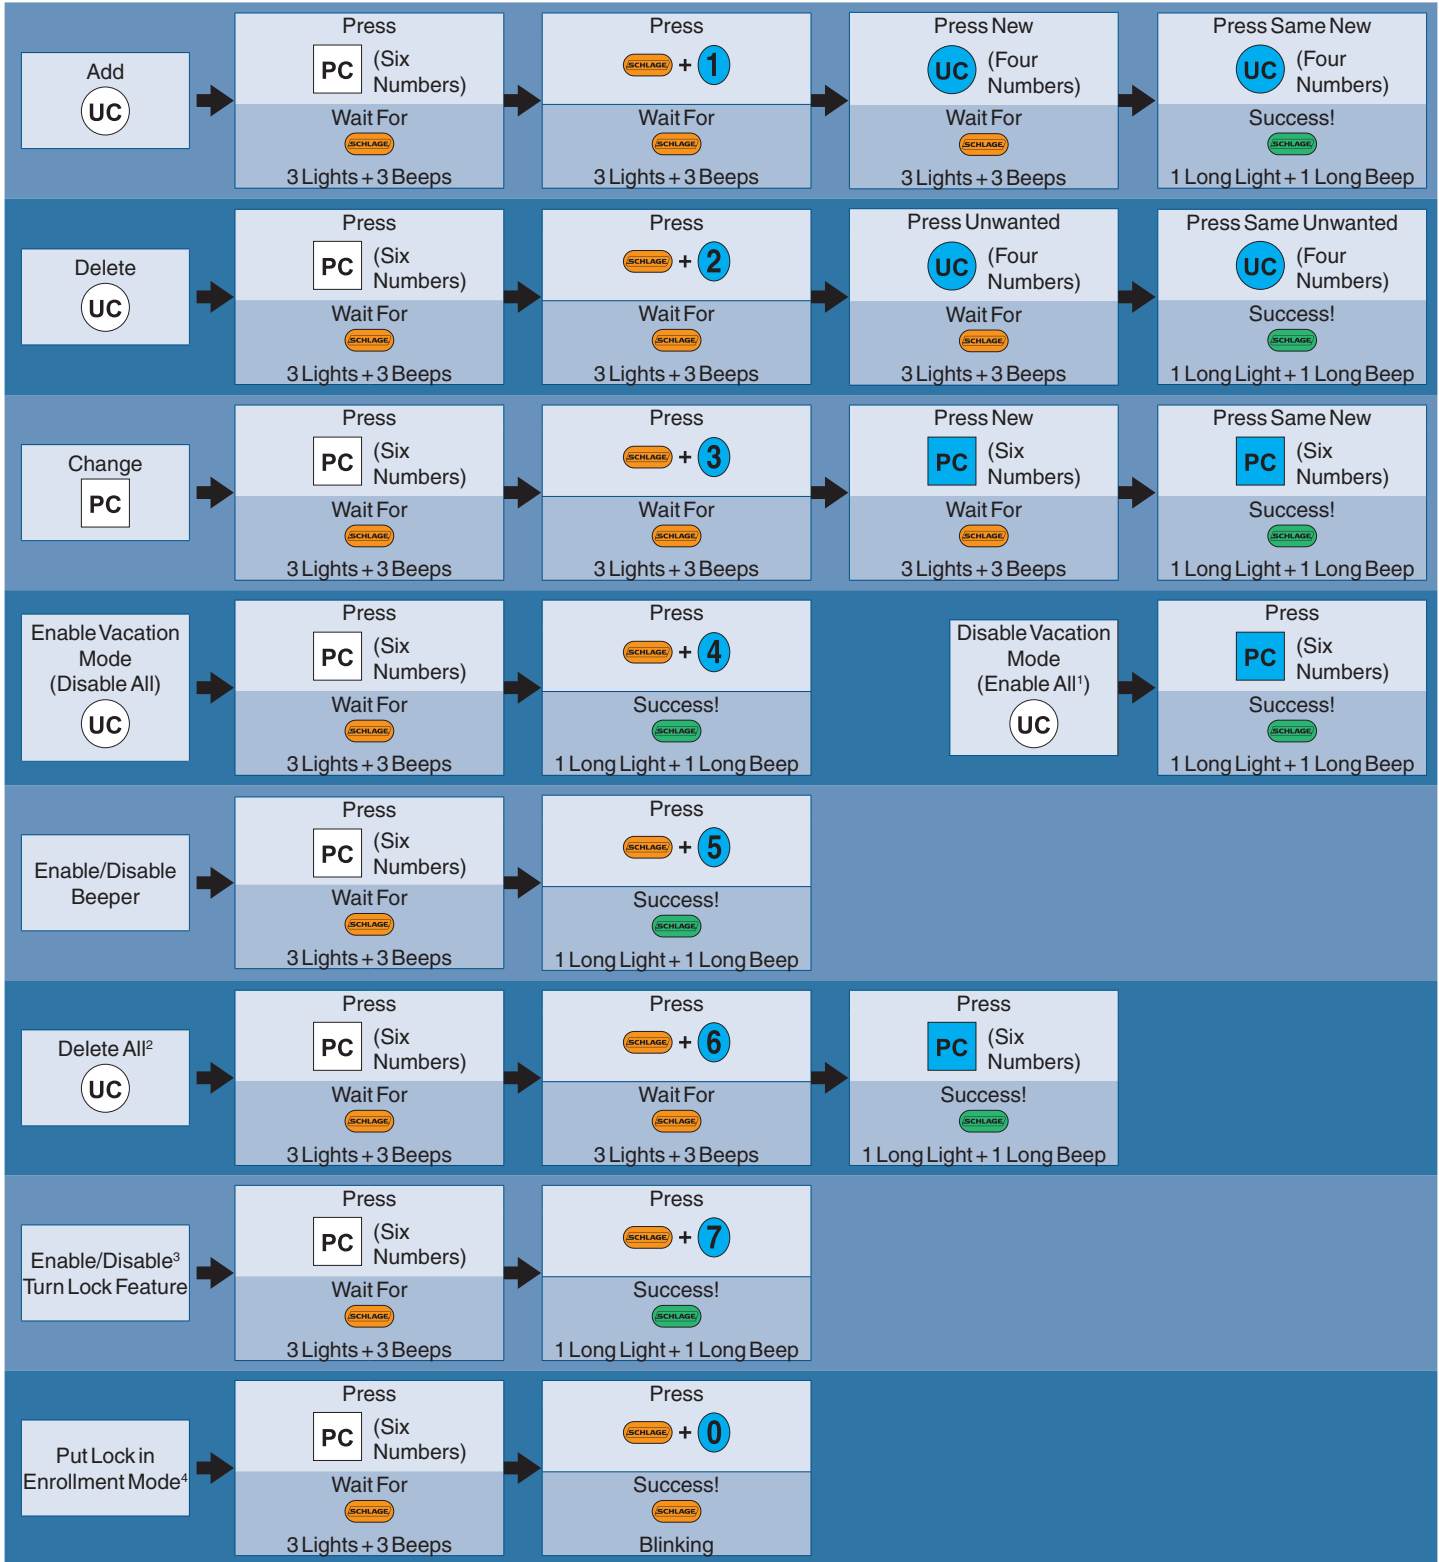 Add
UC
Press
PC (Six Numbers)
Wait For
SCHLAGE
3 Lights + 3 Beeps
Press
SCHLAGE + 1
Wait For
SCHLAGE
3 Lights + 3 Beeps
Press New
UC (Four Numbers)
Wait For
SCHLAGE
3 Lights + 3 Beeps
Press Same New
UC (Four Numbers)
Success!
SCHLAGE
1 Long Light + 1 Long Beep
Delete
UC
Press
PC (Six Numbers)
Wait For
SCHLAGE
3 Lights + 3 Beeps
Press
SCHLAGE + 2
Wait For
SCHLAGE
3 Lights + 3 Beeps
Press Unwanted
UC (Four Numbers)
Wait For
SCHLAGE
3 Lights + 3 Beeps
Press Same Unwanted
UC (Four Numbers)
Success!
SCHLAGE
1 Long Light + 1 Long Beep
Change
PC
Press
PC (Six Numbers)
Wait For
SCHLAGE
3 Lights + 3 Beeps
Press
SCHLAGE + 3
Wait For
SCHLAGE
3 Lights + 3 Beeps
Press New
PC (Six Numbers)
Wait For
SCHLAGE
3 Lights + 3 Beeps
Press Same New
PC (Six Numbers)
Success!
SCHLAGE
1 Long Light + 1 Long Beep
Enable Vacation
Mode
(Disable All)
UC
Press
PC (Six Numbers)
Wait For
SCHLAGE
3 Lights + 3 Beeps
Press
SCHLAGE + 4
Success!
SCHLAGE
1 Long Light + 1 Long Beep
Disable Vacation
Mode
(Enable All¹)
UC
Press
PC (Six Numbers)
Success!
SCHLAGE
1 Long Light + 1 Long Beep
Enable/Disable
Beeper
Press
PC (Six Numbers)
Wait For
SCHLAGE
3 Lights + 3 Beeps
Press
SCHLAGE + 5
Success!
SCHLAGE
1 Long Light + 1 Long Beep
Delete All²
UC
Press
PC (Six Numbers)
Wait For
SCHLAGE
3 Lights + 3 Beeps
Press
SCHLAGE + 6
Wait For
SCHLAGE
3 Lights + 3 Beeps
Press
PC (Six Numbers)
Success!
SCHLAGE
1 Long Light + 1 Long Beep
Enable/Disable³
Turn Lock Feature
Press
PC (Six Numbers)
Wait For
SCHLAGE
3 Lights + 3 Beeps
Press
SCHLAGE + 7
Success!
SCHLAGE
1 Long Light + 1 Long Beep
Put Lock in
Enrollment Mode⁴
Press
PC (Six Numbers)
Wait For
SCHLAGE
3 Lights + 3 Beeps
Press
SCHLAGE + 0
Success!
SCHLAGE
Blinking